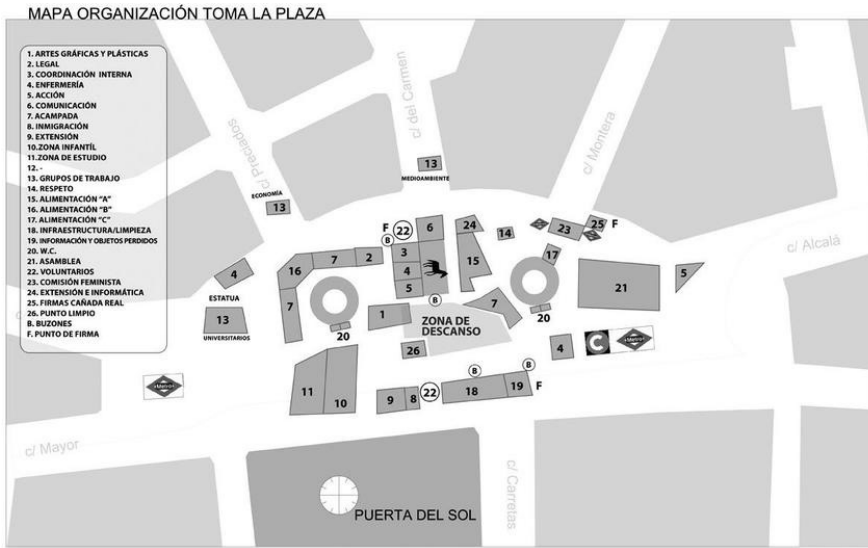 MAPA ORGANIZACIÓN TOMA LA PLAZA
1. ARTES GRÁFICAS Y PLÁSTICAS
2. LEGAL
3. COORDINACIÓN INTERNA
4. ENFERMERÍA
5. ACCIÓN
6. COMUNICACIÓN
7. ACAMPADA
8. INMIGRACIÓN
9. EXTENSIÓN
10.ZONA INFANTÍL
11.ZONA DE ESTUDIO
12. -
13. GRUPOS DE TRABAJO
14. RESPETO
15. ALIMENTACIÓN "A"
16. ALIMENTACIÓN "B"
17. ALIMENTACIÓN "C"
18. INFRAESTRUCTURA/LIMPIEZA
19. INFORMACIÓN Y OBJETOS PERDIDOS
20. W.C.
21. ASAMBLEA
22. VOLUNTARIOS
23. COMISIÓN FEMINISTA
24. EXTENSIÓN E INFORMÁTICA
25. FIRMAS CAÑADA REAL
26. PUNTO LIMPIO
B. BUZONES
F. PUNTO DE FIRMA
c/ Preciados
c/ del Carmen
c/ Montera
c/ Alcalá
13
MEDIOAMBIENTE
ECONOMÍA
13
F
22
B
6
24
14
23
25
F
3
2
7
16
4
4
15
17
5
21
5
ESTATUA
7
13
UNIVERSITARIOS
20
1
B
7
20
ZONA DE
DESCANSO
26
4
C
B
B
11
10
9
8
22
18
19
F
c/ Mayor
c/ Carretas
PUERTA DEL SOL